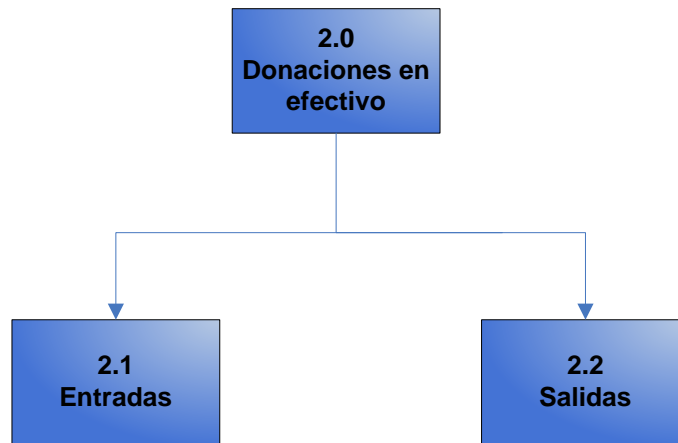 2.0
Donaciones en
efectivo
2.1
Entradas
2.2
Salidas